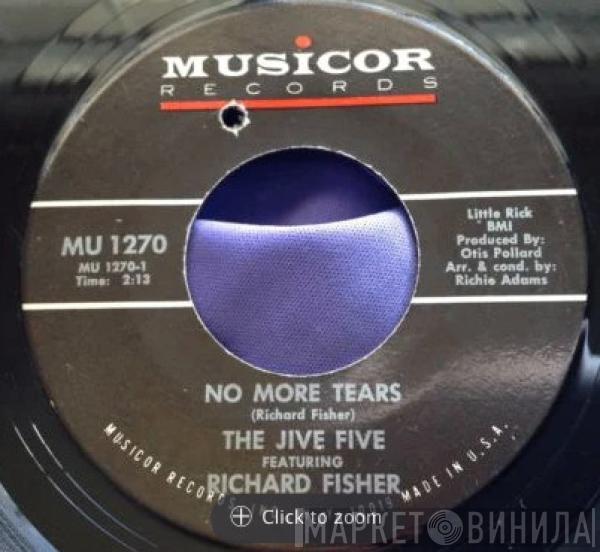 MUSICOR
RECORDS
MU 1270
MU 1270-1
Time: 2:13
Little Rick
BMI
Produced By:
Otis Pollard
Arr. & cond. by:
Richie Adams
NO MORE TEARS
(Richard Fisher)
THE JIVE FIVE
FEATURING
RICHARD FISHER
MUSICOR RECORDS
MADE IN U.S.A.
Click to zoom
МАРКЕТ ВИНИЛА